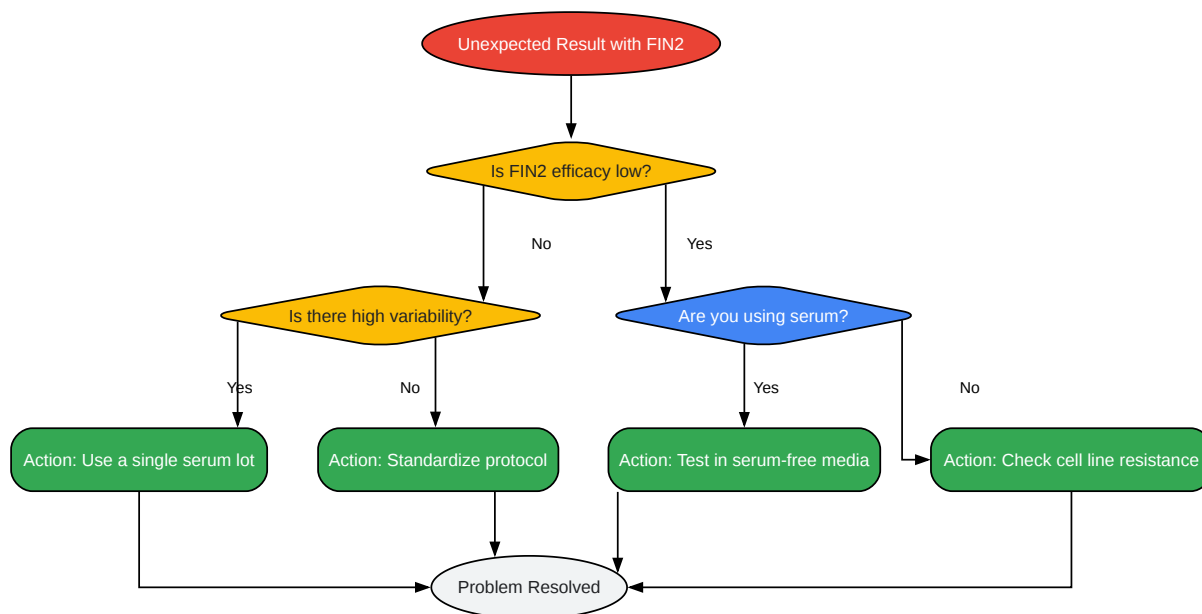 Unexpected Result with FIN2
Is FIN2 efficacy low?
No
Yes
Is there high variability?
Are you using serum?
Yes
No
Yes
No
Action: Use a single serum lot
Action: Standardize protocol
Action: Test in serum-free media
Action: Check cell line resistance
Problem Resolved